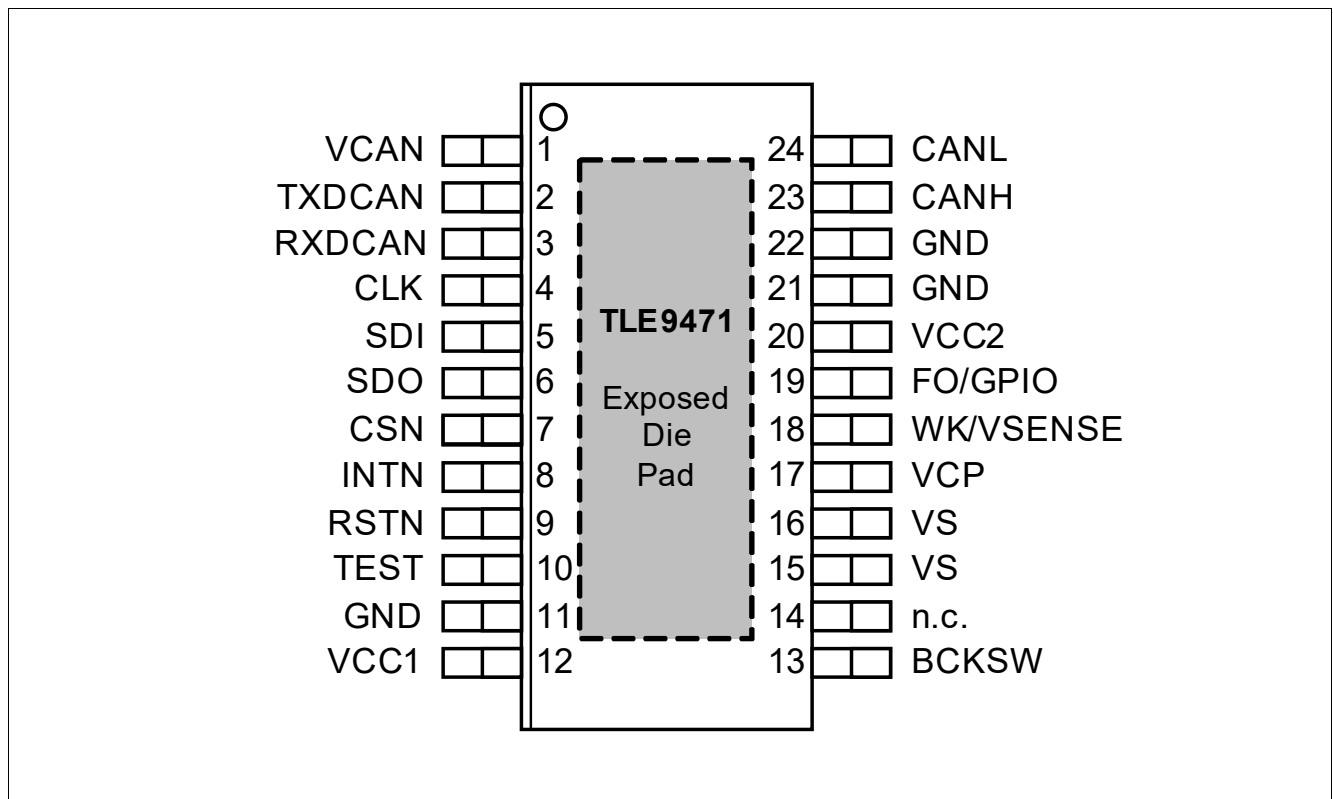 VCAN 1 24 CANL
TXDCAN 2 23 CANH
RXDCAN 3 22 GND
CLK 4 21 GND
TLE9471
SDI 5 20 VCC2
SDO 6 19 FO/GPIO
Exposed
CSN 7 18 WK/VSENSE
Die
INTN 8 17 VCP
Pad
RSTN 9 16 VS
TEST 10 15 VS
GND 11 14 n.c.
VCC1 12 13 BCKSW